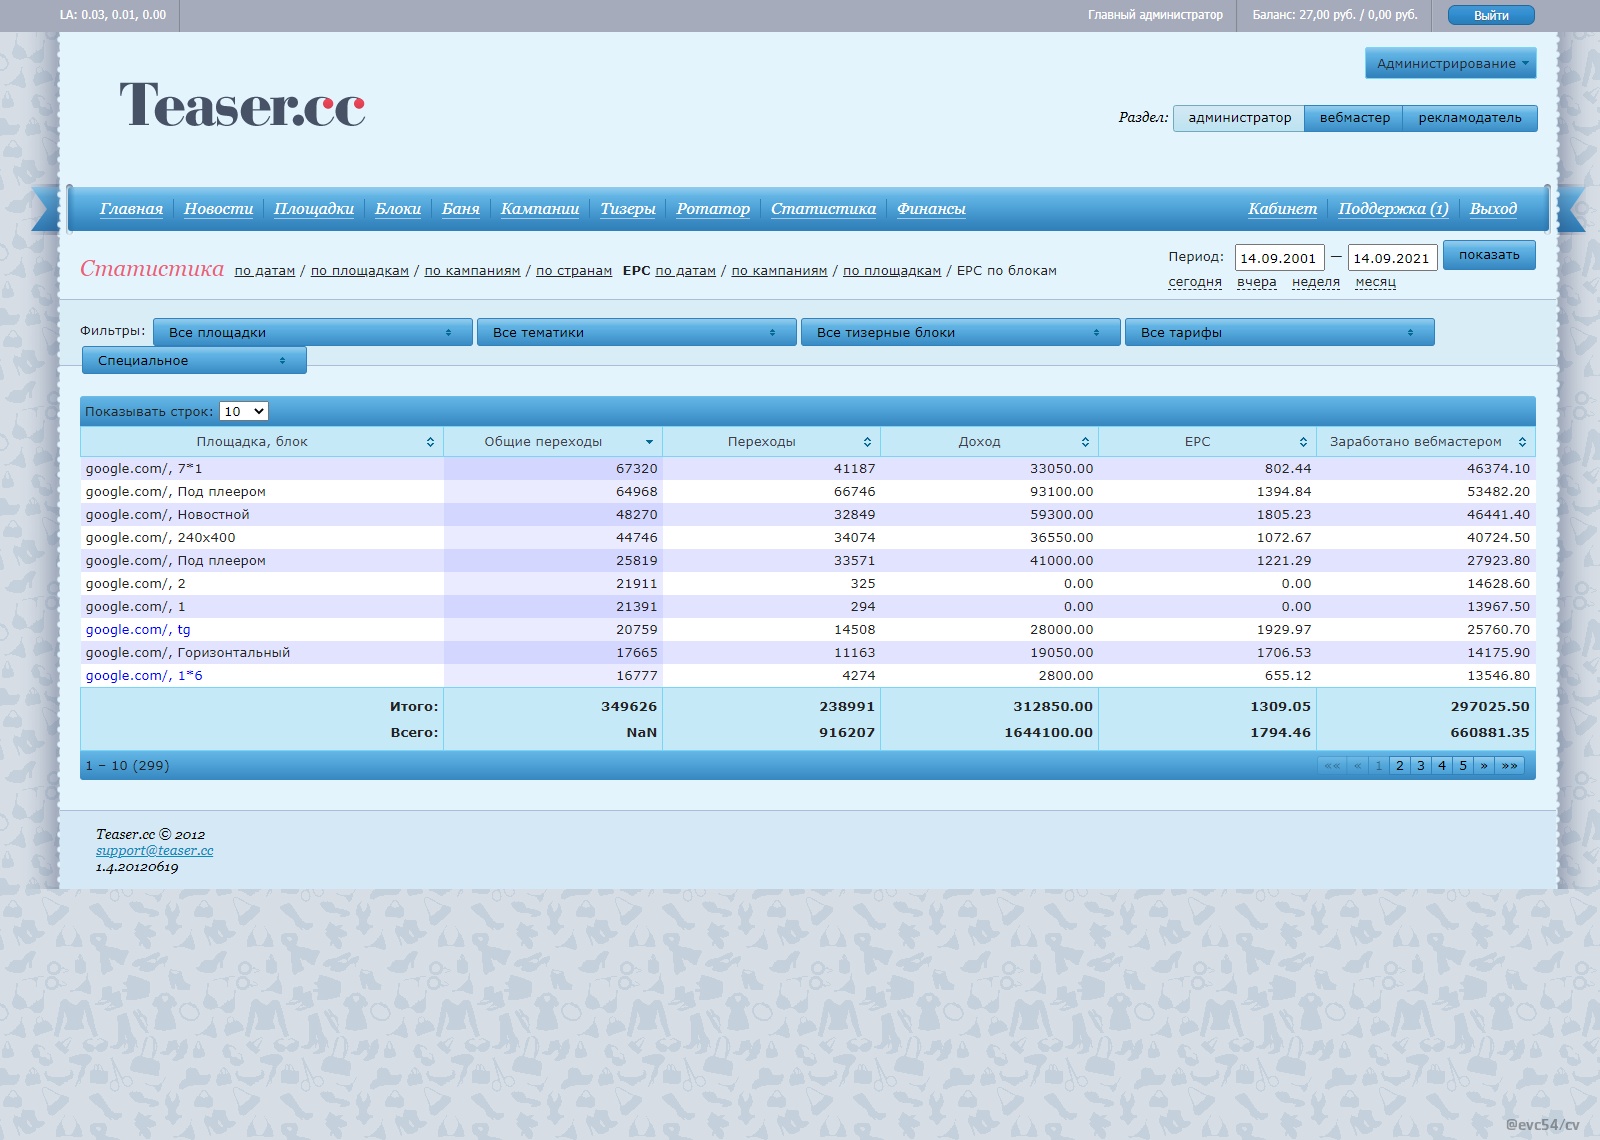 LA: 0.03, 0.01, 0.00 Главный администратор Баланс: 27,00 руб. / 0,00 руб. Выйти
Администрирование
Teaser.cc
Раздел: администратор вебмастер рекламодатель
Главная Новости Площадки Блоки Баня Кампании Тизеры Ротатор Статистика Финансы Кабинет Поддержка (1) Выход
Статистика по датам / по площадкам / по кампаниям / по странам EPC по датам / по кампаниям / по площадкам / EPC по блокам
Период: 14.09.2001 — 14.09.2021 показать
сегодня вчера неделя месяц
Фильтры: Все площадки Все тематики Все тизерные блоки Все тарифы
Специальное
Показывать строк: 10
Площадка, блок Общие переходы Переходы Доход EPC Заработано вебмастером
google.com/, 7*1 67320 41187 33050.00 802.44 46374.10
google.com/, Под плеером 64968 66746 93100.00 1394.84 53482.20
google.com/, Новостной 48270 32849 59300.00 1805.23 46441.40
google.com/, 240x400 44746 34074 36550.00 1072.67 40724.50
google.com/, Под плеером 25819 33571 41000.00 1221.29 27923.80
google.com/, 2 21911 325 0.00 0.00 14628.60
google.com/, 1 21391 294 0.00 0.00 13967.50
google.com/, tg 20759 14508 28000.00 1929.97 25760.70
google.com/, Горизонтальный 17665 11163 19050.00 1706.53 14175.90
google.com/, 1*6 16777 4274 2800.00 655.12 13546.80
Итого: 349626 238991 312850.00 1309.05 297025.50
Всего: NaN 916207 1644100.00 1794.46 660881.35
1 – 10 (299) «« « 1 2 3 4 5 » »»
Teaser.cc © 2012
support@teaser.cc
1.4.20120619
@evc54/cv